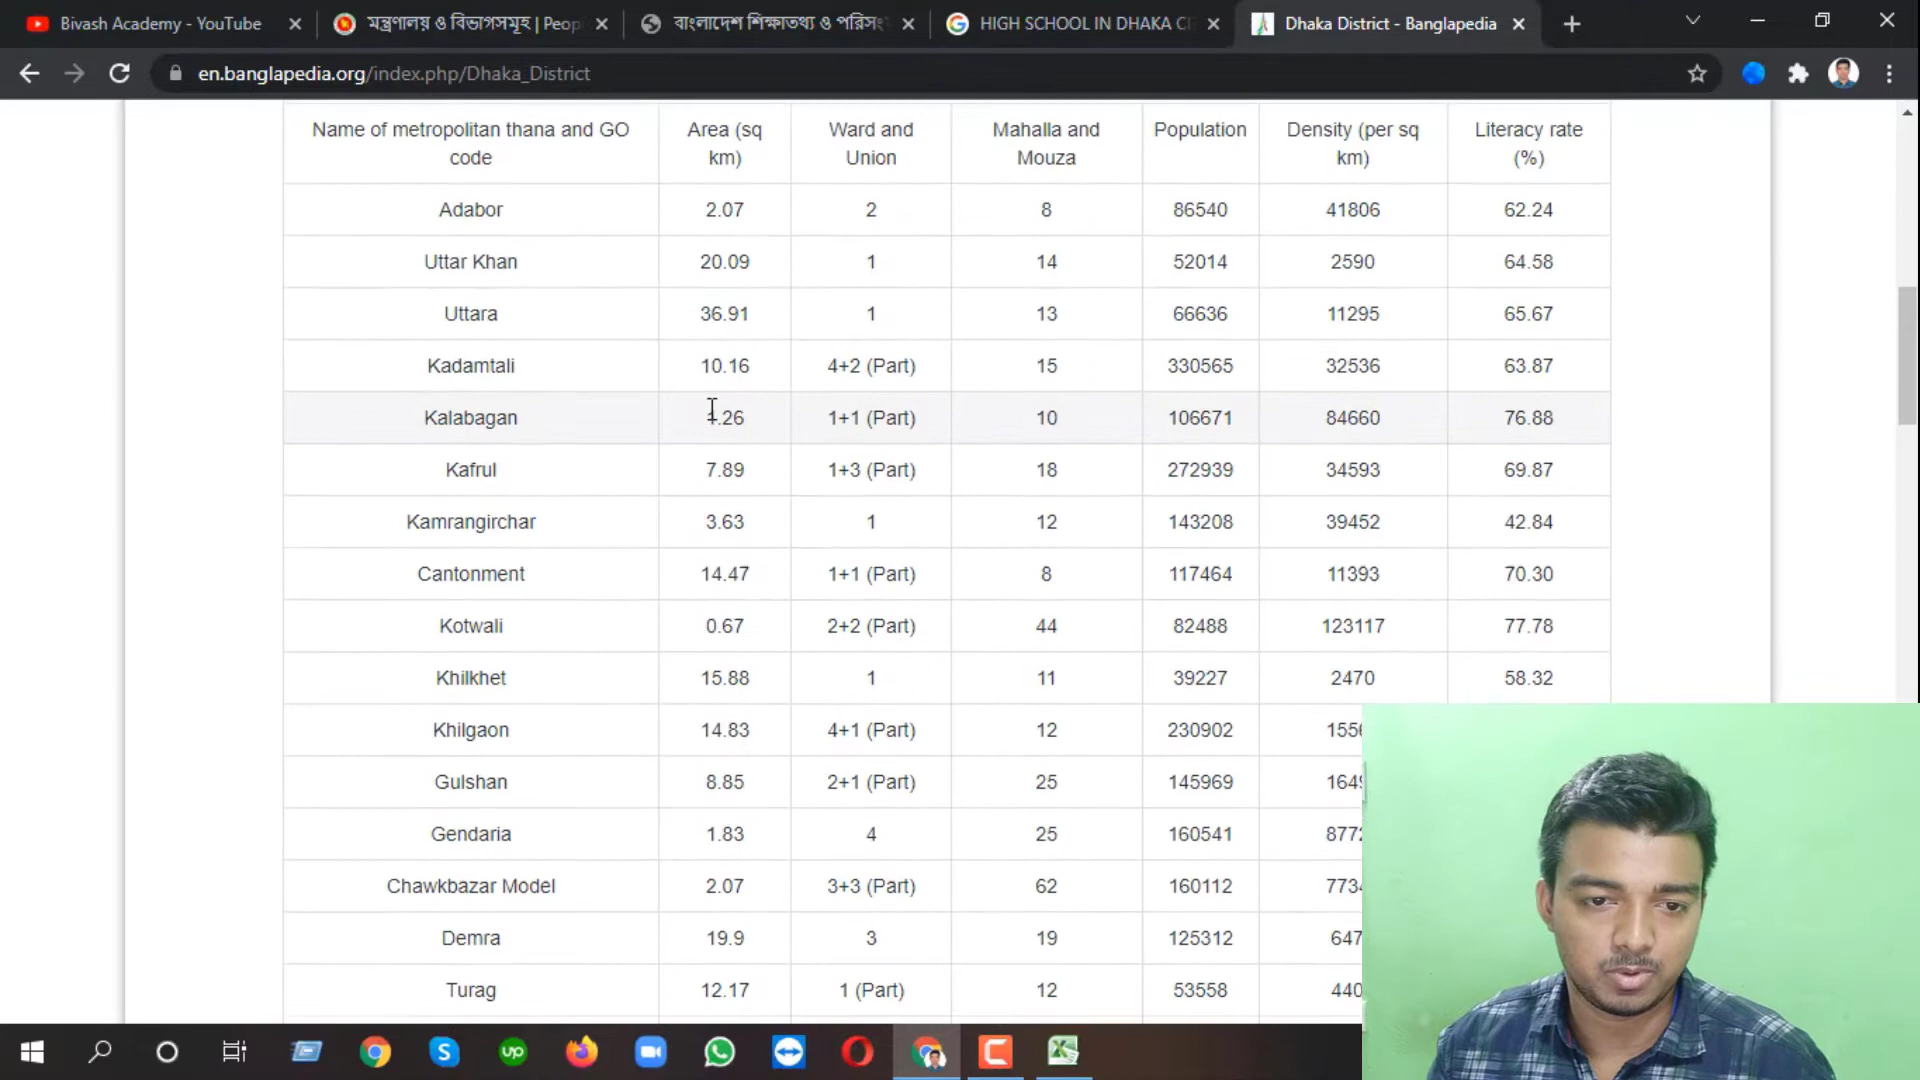 Bivash Academy - YouTube
মন্ত্রণালয় ও বিভাগসমূহ | Peop
বাংলাদেশ শিক্ষাতথ্য ও পরিসং
HIGH SCHOOL IN DHAKA CI
Dhaka District - Banglapedia
en.banglapedia.org/index.php/Dhaka_District
Name of metropolitan thana and GO code Area (sq km) Ward and Union Mahalla and Mouza Population Density (per sq km) Literacy rate (%)
Adabor 2.07 2 8 86540 41806 62.24
Uttar Khan 20.09 1 14 52014 2590 64.58
Uttara 36.91 1 13 66636 11295 65.67
Kadamtali 10.16 4+2 (Part) 15 330565 32536 63.87
Kalabagan .26 1+1 (Part) 10 106671 84660 76.88
Kafrul 7.89 1+3 (Part) 18 272939 34593 69.87
Kamrangirchar 3.63 1 12 143208 39452 42.84
Cantonment 14.47 1+1 (Part) 8 117464 11393 70.30
Kotwali 0.67 2+2 (Part) 44 82488 123117 77.78
Khilkhet 15.88 1 11 39227 2470 58.32
Khilgaon 14.83 4+1 (Part) 12 230902 155
Gulshan 8.85 2+1 (Part) 25 145969 164
Gendaria 1.83 4 25 160541 877
Chawkbazar Model 2.07 3+3 (Part) 62 160112 773
Demra 19.9 3 19 125312 647
Turag 12.17 1 (Part) 12 53558 440